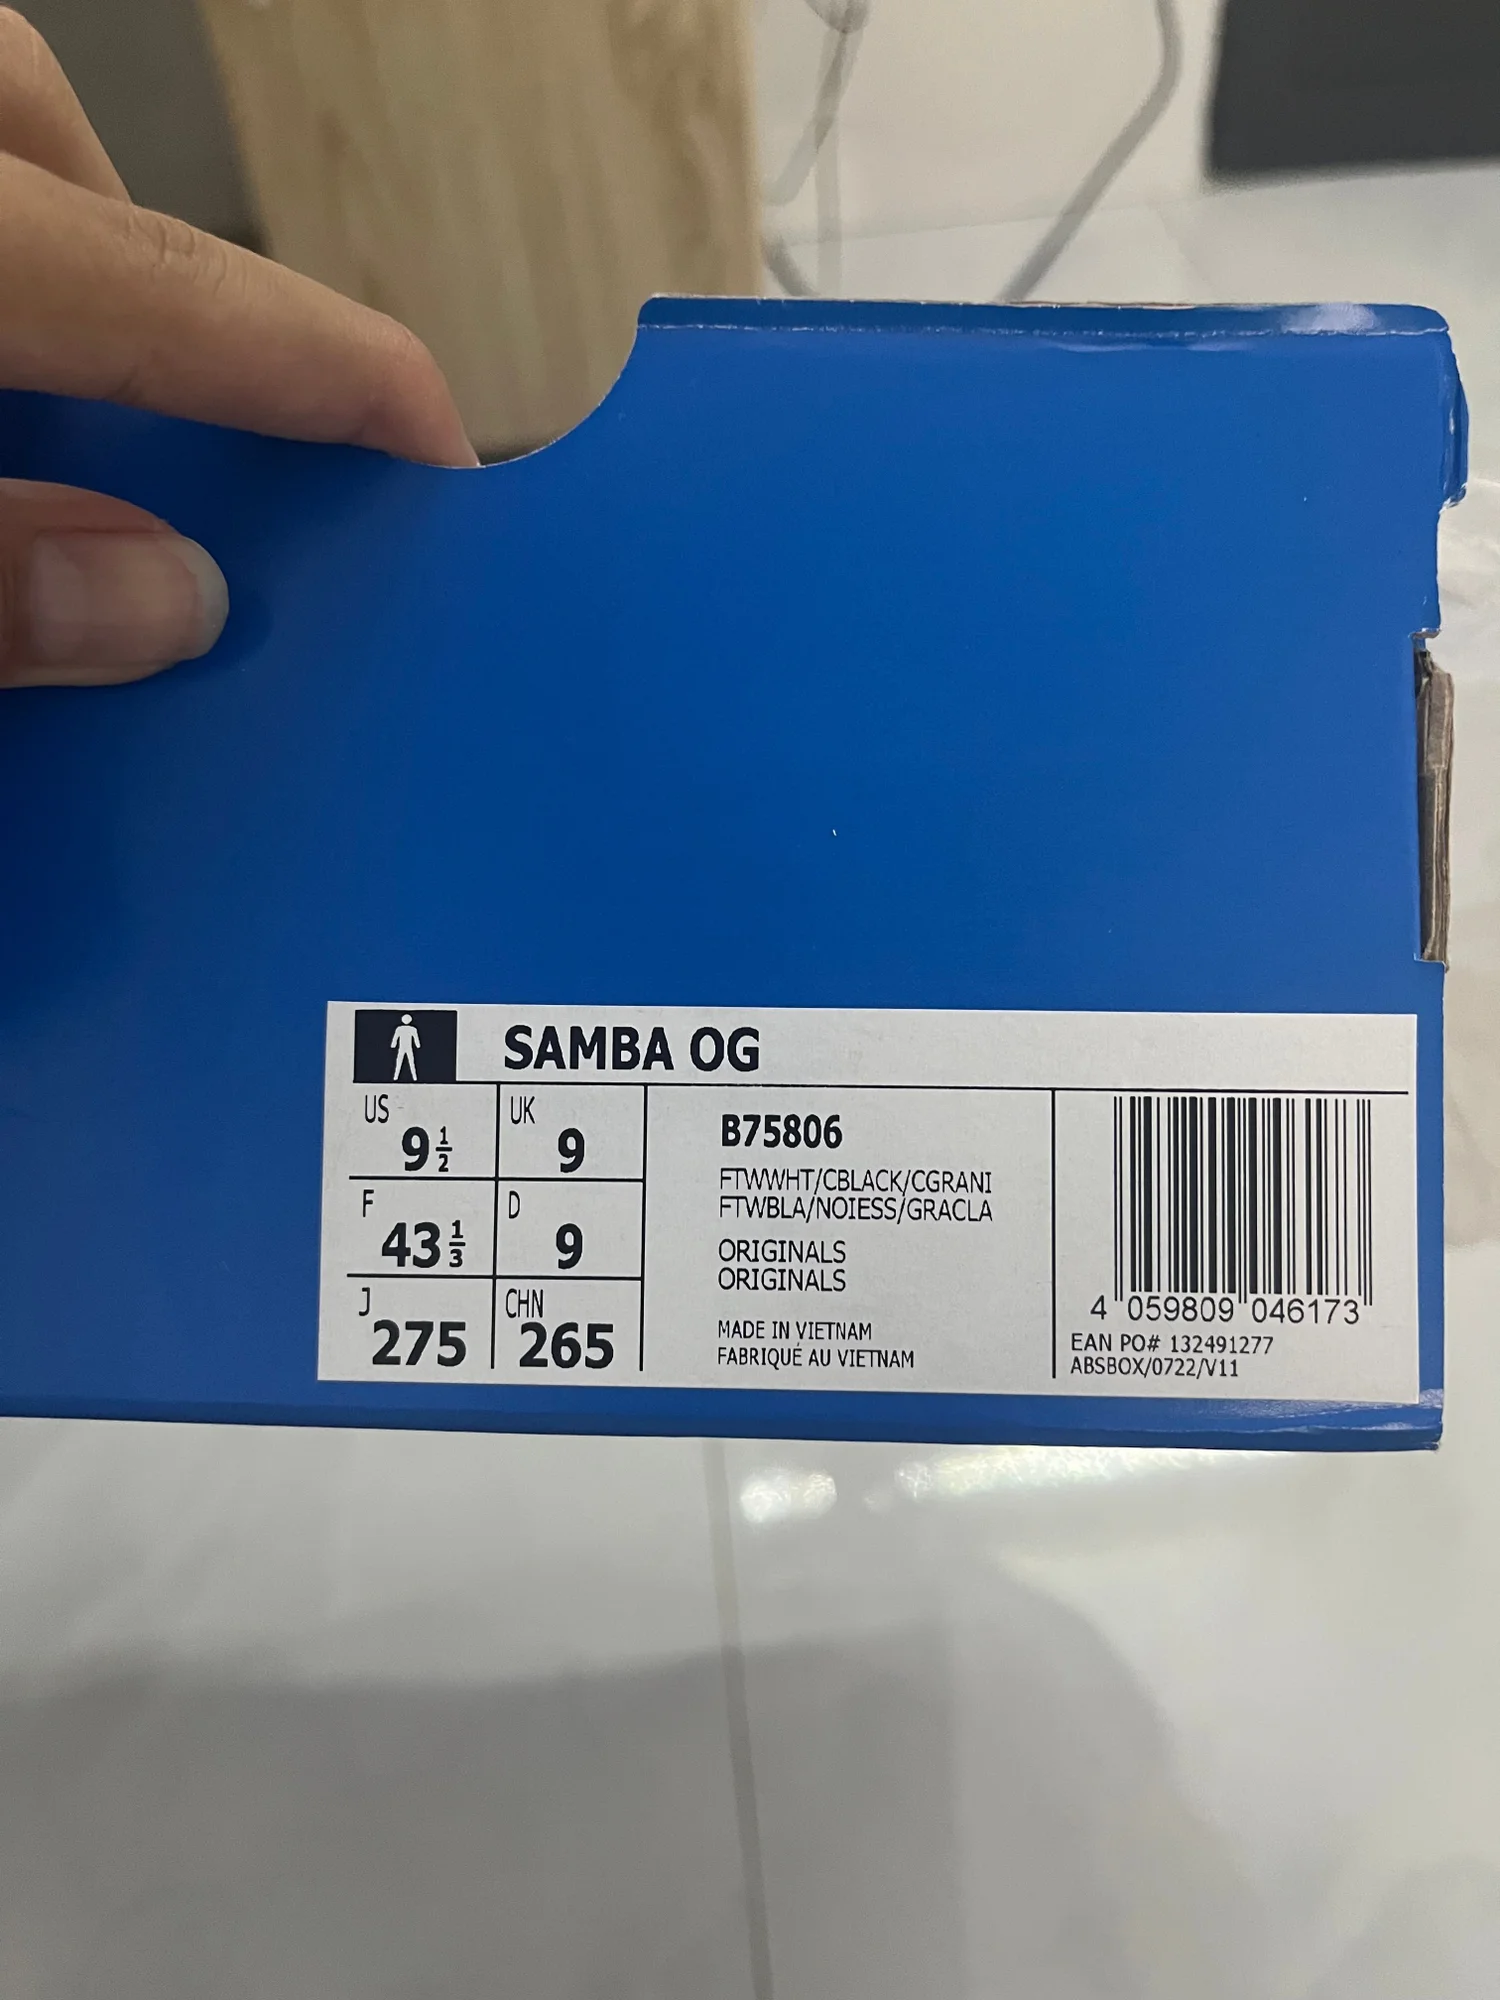 SAMBA OG
US 9 1/2
UK 9
F 43 1/3
D 9
J 275
CHN 265
B75806
FTWWHT/CBLACK/CGRANI
FTWBLA/NOIESS/GRACLA
ORIGINALS
ORIGINALS
MADE IN VIETNAM
FABRIQUÉ AU VIETNAM
4 059809 046173
EAN PO# 132491277
ABSBOX/0722/V11